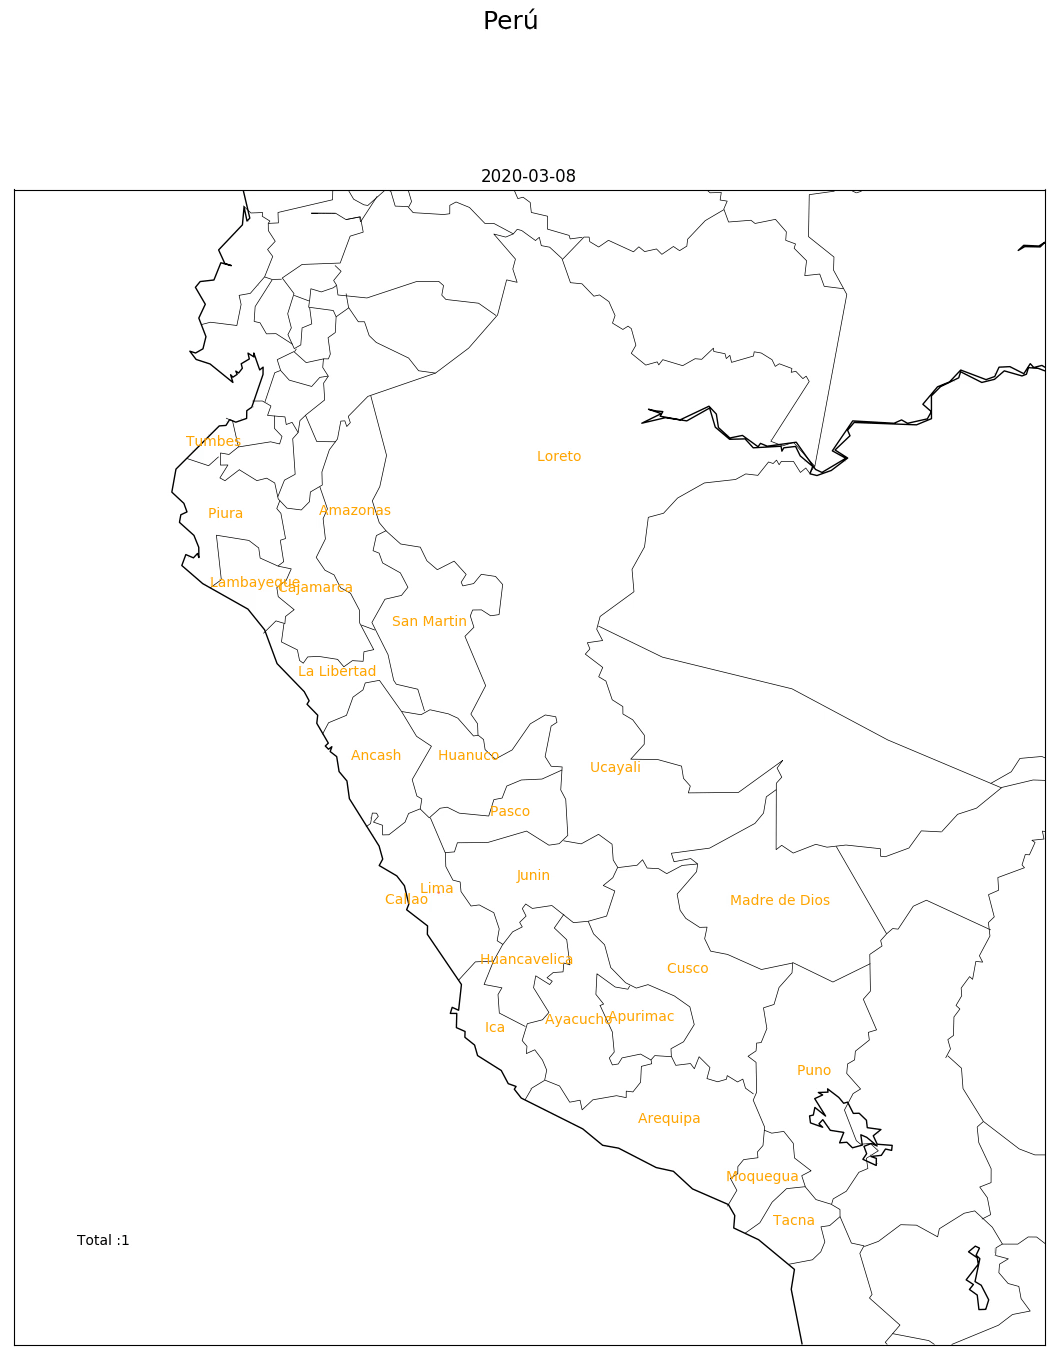 Perú
2020-03-08
Tumbes
Loreto
Piura
Amazonas
Lambayeque
Cajamarca
San Martin
La Libertad
Ancash
Huanuco
Ucayali
Pasco
Junin
Lima
Callao
Madre de Dios
Huancavelica
Cusco
Ica
Ayacucho
Apurimac
Puno
Arequipa
Moquegua
Tacna
Total :1